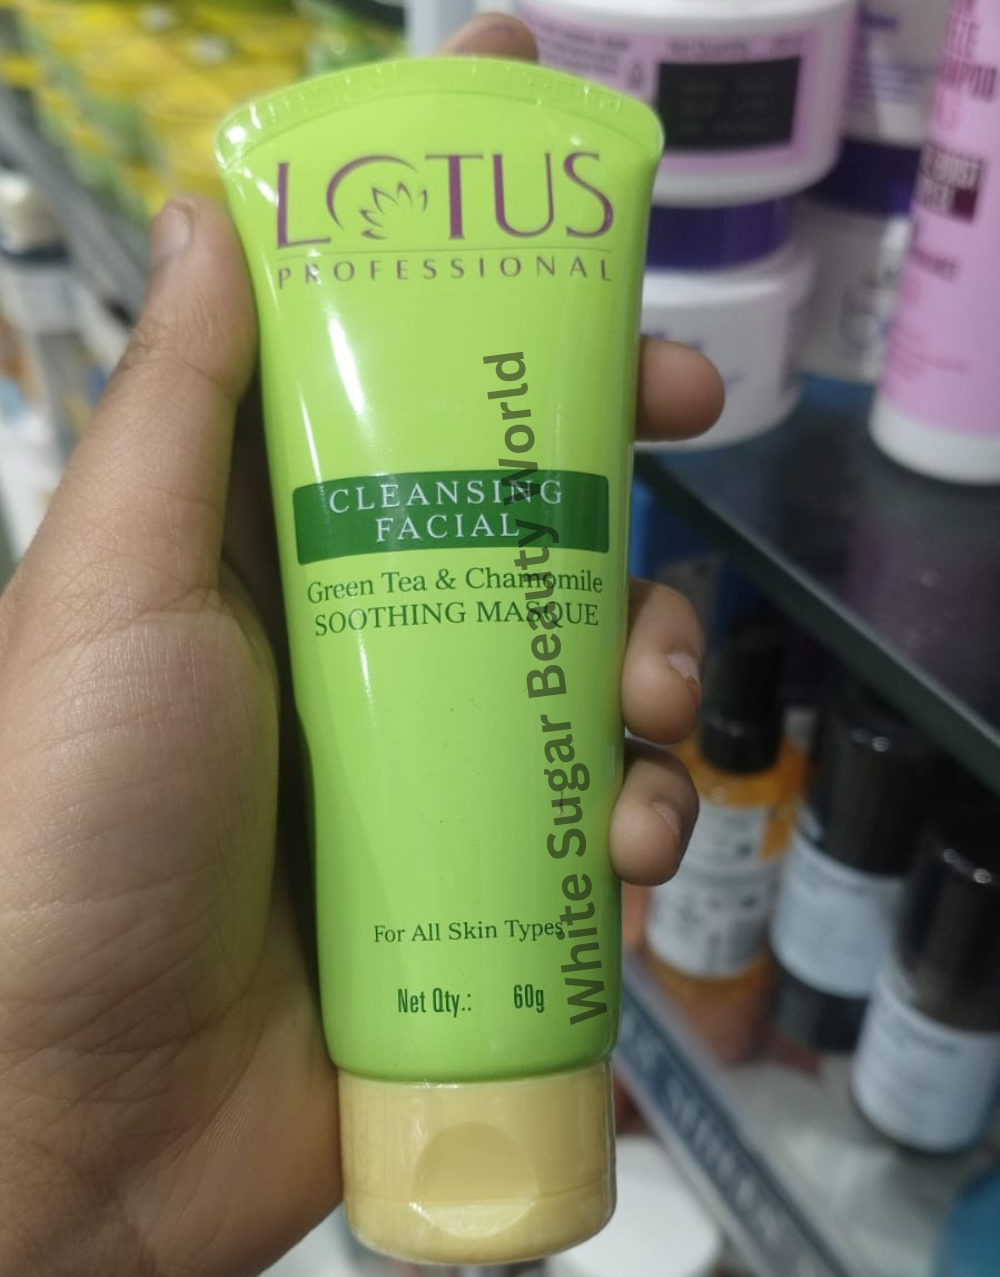 LOTUS
PROFESSIONAL
CLEANSING
FACIAL
Green Tea & Chamomile
SOOTHING MASQUE
For All Skin Types
Net Qty.: 60g
White Sugar Beauty World